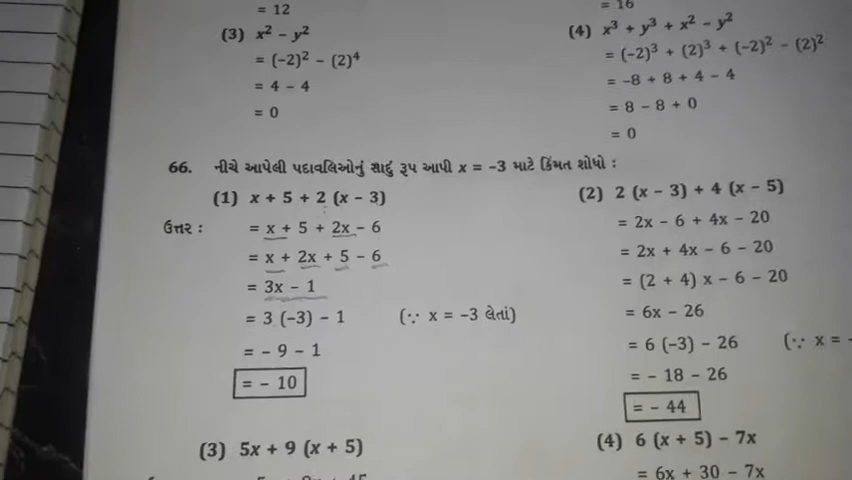 = 12
(3) x² – y²
= (–2)² – (2)⁴
= 4 – 4
= 0
= 16
(4) x³ + y³ + x² – y²
= (–2)³ + (2)³ + (–2)² – (2)²
= –8 + 8 + 4 – 4
= 8 – 8 + 0
= 0
66. નીચે આપેલી પદાવલિઓનું સાદું રૂપ આપી x = –3 માટે કિંમત શોધો :
(1) x + 5 + 2 (x – 3)
ઉત્તર : = x + 5 + 2x – 6
= x + 2x + 5 – 6
= 3x – 1
= 3 (–3) – 1 (∵ x = –3 લેતાં)
= – 9 – 1
= – 10
(2) 2 (x – 3) + 4 (x – 5)
= 2x – 6 + 4x – 20
= 2x + 4x – 6 – 20
= (2 + 4) x – 6 – 20
= 6x – 26
= 6 (–3) – 26 (∵ x = –
= – 18 – 26
= – 44
(3) 5x + 9 (x + 5)
(4) 6 (x + 5) – 7x
= 6x + 30 – 7x